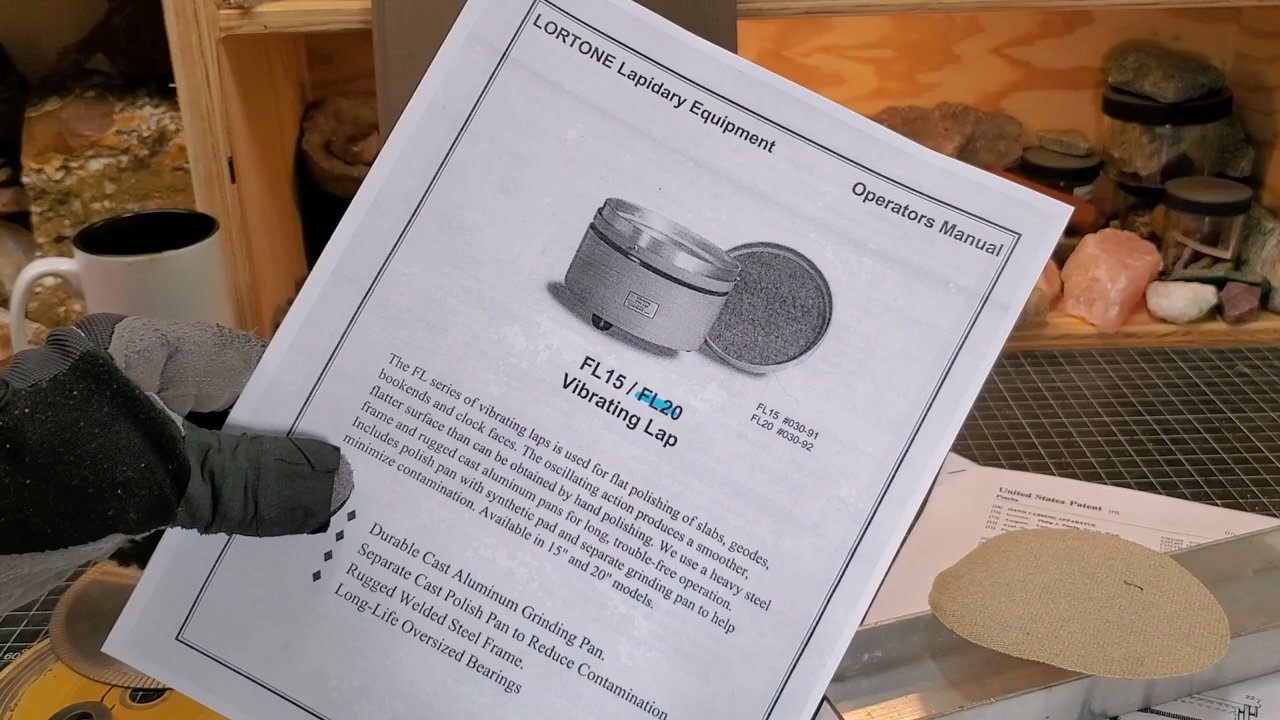 LORTONE Lapidary Equipment
Operators Manual
FL15 / FL20
Vibrating Lap
FL15 #030-91
FL20 #030-92
The FL series of vibrating laps is used for flat polishing of slabs, geodes,
bookends and clock faces. The oscillating action produces a smoother,
flatter surface than can be obtained by hand polishing. We use a heavy steel
frame and rugged cast aluminum pans for long, trouble-free operation.
Includes polish pan with synthetic pad and separate grinding pan to help
minimize contamination. Available in 15" and 20" models.
Durable Cast Aluminum Grinding Pan.
Separate Cast Polish Pan to Reduce Contamination
Rugged Welded Steel Frame.
Long-Life Oversized Bearings
United States Patent